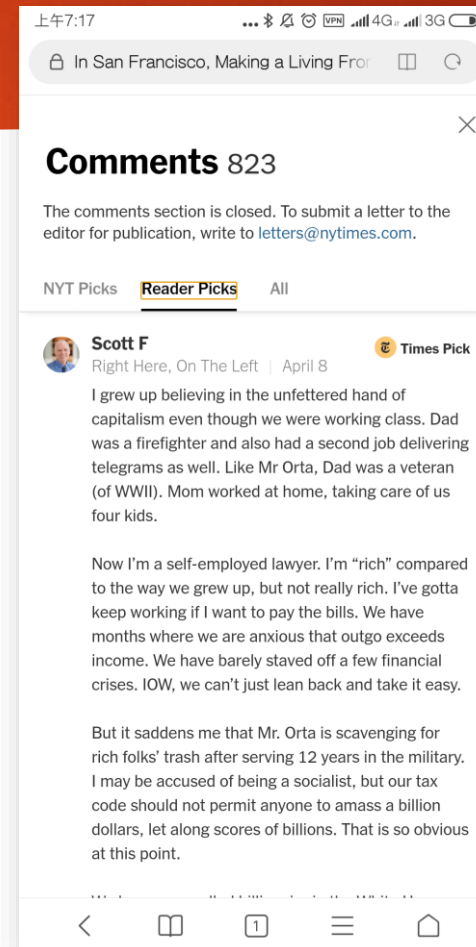 上午7:17
... VPN 4G 3G
In San Francisco, Making a Living Fro
Comments 823
The comments section is closed. To submit a letter to the
editor for publication, write to letters@nytimes.com.
NYT Picks Reader Picks All
Scott F
Times Pick
Right Here, On The Left | April 8
I grew up believing in the unfettered hand of
capitalism even though we were working class. Dad
was a firefighter and also had a second job delivering
telegrams as well. Like Mr Orta, Dad was a veteran
(of WWII). Mom worked at home, taking care of us
four kids.
Now I'm a self-employed lawyer. I'm “rich” compared
to the way we grew up, but not really rich. I've gotta
keep working if I want to pay the bills. We have
months where we are anxious that outgo exceeds
income. We have barely staved off a few financial
crises. IOW, we can't just lean back and take it easy.
But it saddens me that Mr. Orta is scavenging for
rich folks' trash after serving 12 years in the military.
I may be accused of being a socialist, but our tax
code should not permit anyone to amass a billion
dollars, let along scores of billions. That is so obvious
at this point.
1